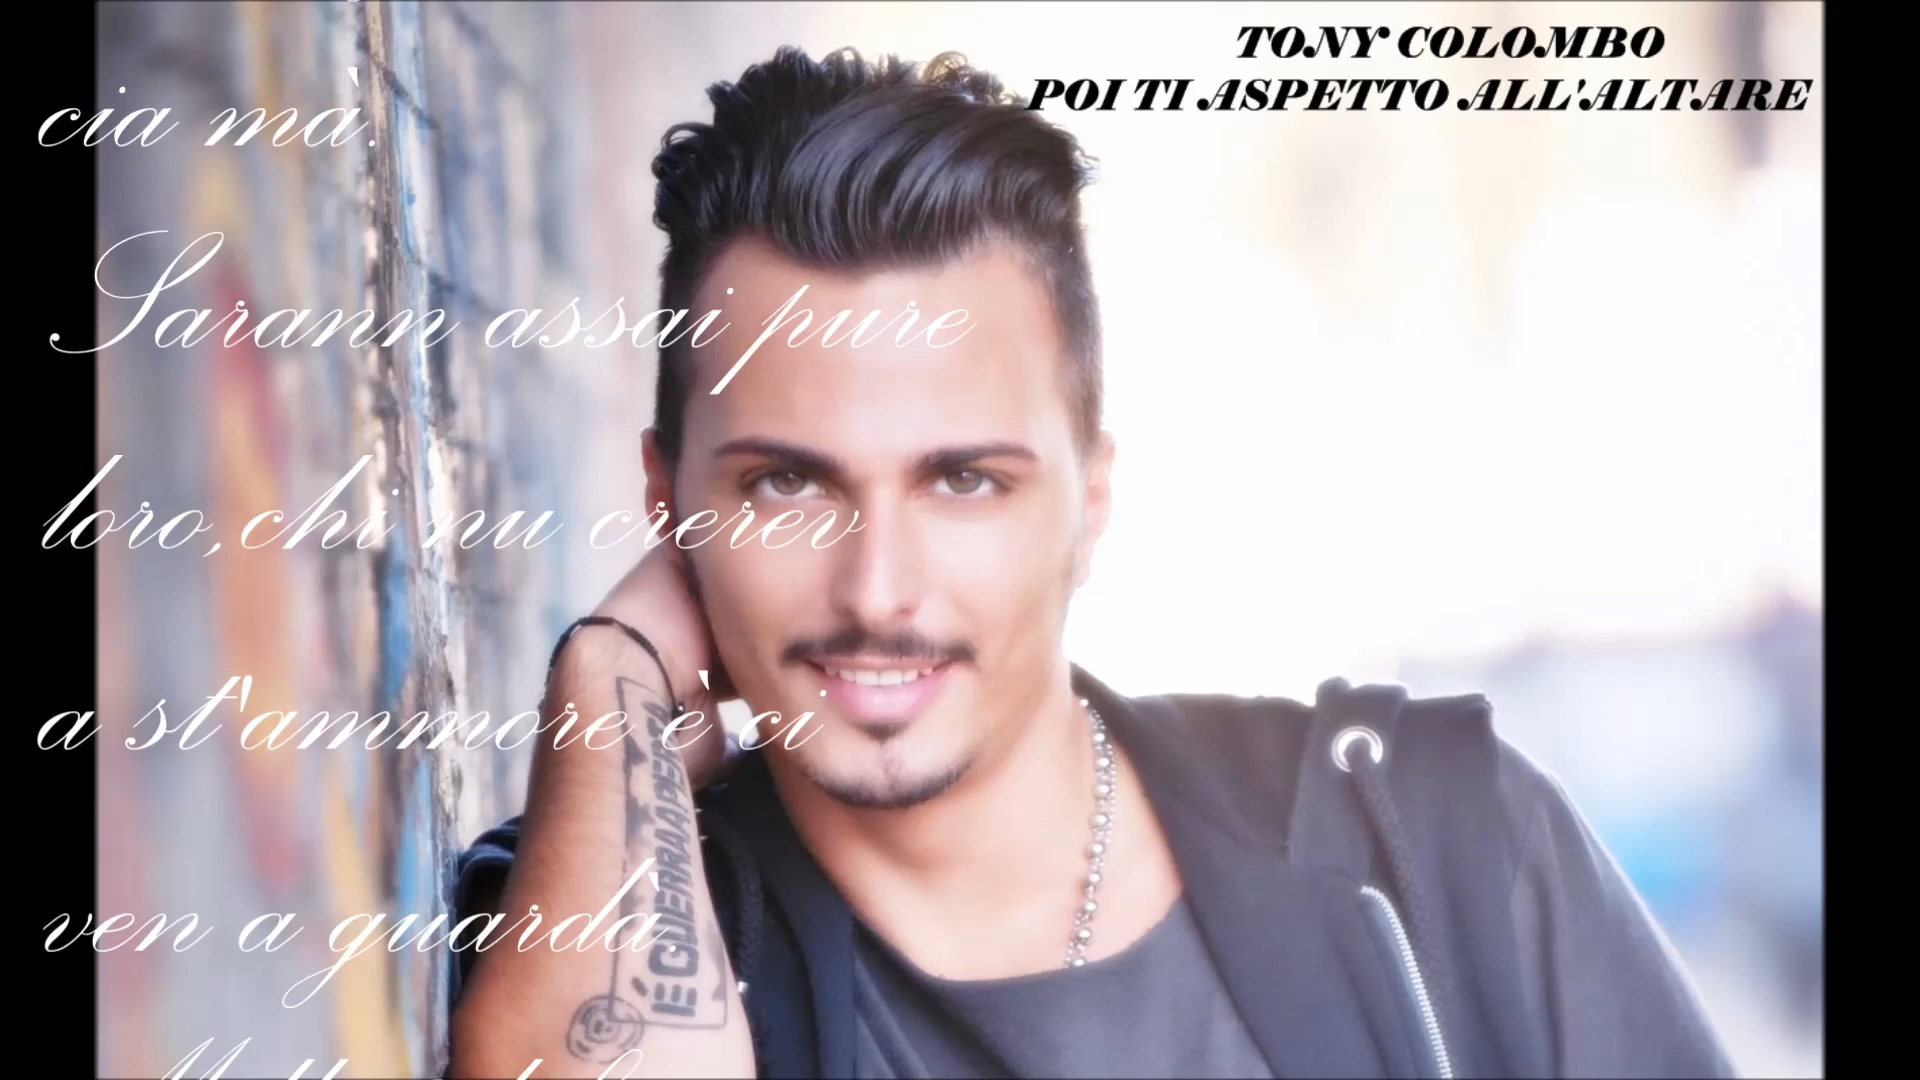 TONY COLOMBO
POI TI ASPETTO ALL'ALTARE
cia mà.
Sarann assai pure
loro,chi nu crerev
a st'ammore è ci
ven a guardà.
È GUERRA APERTA